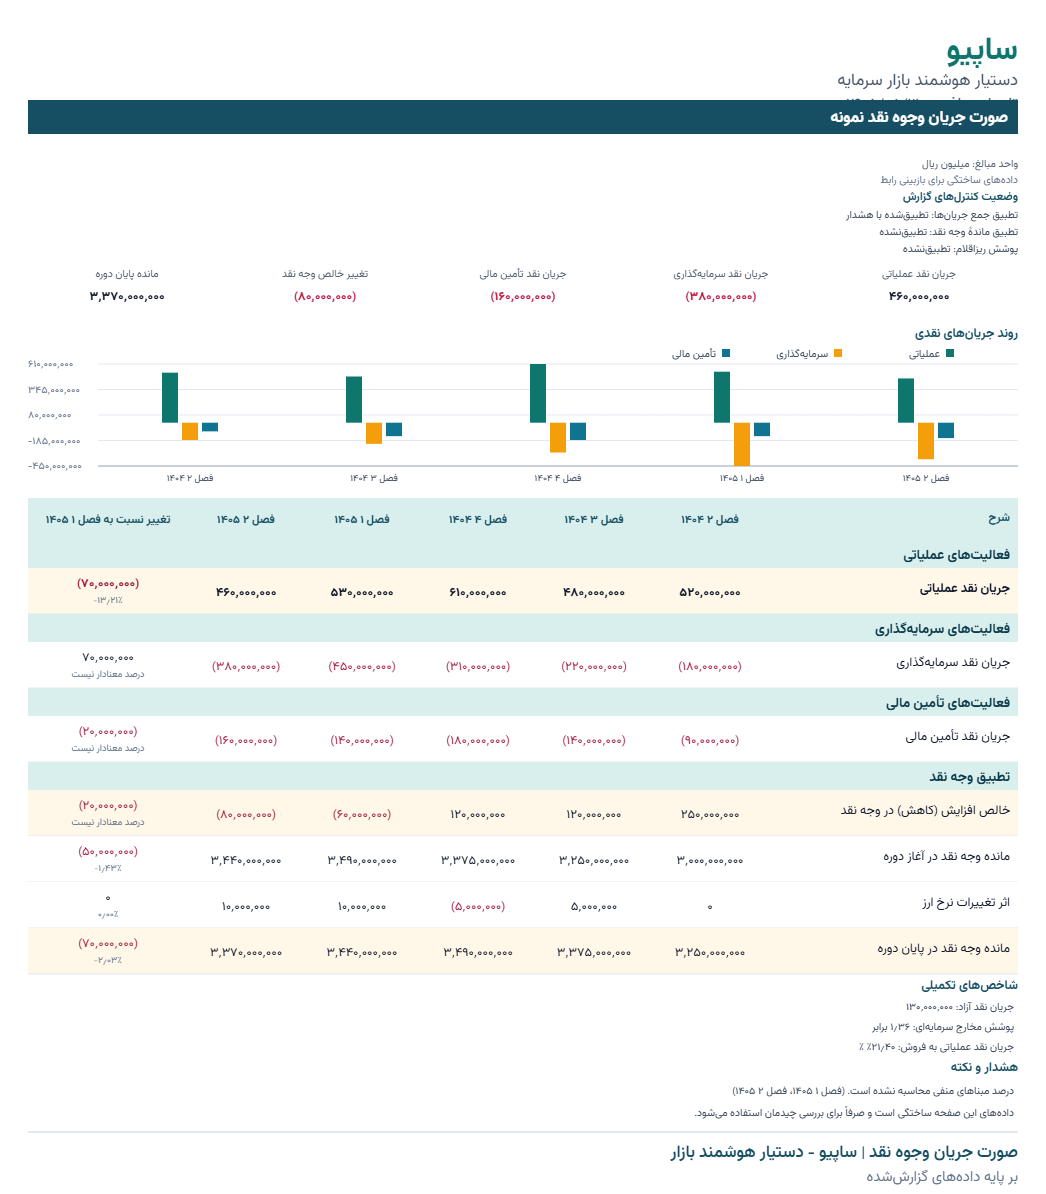 ساپیو
دستیار هوشمند بازار سرمایه
صورت جریان وجوه نقد نمونه
واحد مبالغ: میلیون ریال
داده‌های ساختگی برای بازبینی رابط
وضعیت کنترل‌های گزارش
تطبیق جمع جریان‌ها: تطبیق‌شده با هشدار
تطبیق ماندهٔ وجه نقد: تطبیق‌نشده
پوشش ریزاقلام: تطبیق‌نشده
جریان نقد عملیاتی جریان نقد سرمایه‌گذاری جریان نقد تأمین مالی تغییر خالص وجه نقد مانده پایان دوره
۴۶۰,۰۰۰,۰۰۰ (۳۸۰,۰۰۰,۰۰۰) (۱۶۰,۰۰۰,۰۰۰) (۸۰,۰۰۰,۰۰۰) ۳,۳۷۰,۰۰۰,۰۰۰
روند جریان‌های نقدی
عملیاتی سرمایه‌گذاری تأمین مالی
۶۱۰,۰۰۰,۰۰۰
۳۴۵,۰۰۰,۰۰۰
۸۰,۰۰۰,۰۰۰
-۱۸۵,۰۰۰,۰۰۰
-۴۵۰,۰۰۰,۰۰۰
فصل ۲ ۱۴۰۵ فصل ۱ ۱۴۰۵ فصل ۴ ۱۴۰۴ فصل ۳ ۱۴۰۴ فصل ۲ ۱۴۰۴
شرح فصل ۲ ۱۴۰۴ فصل ۳ ۱۴۰۴ فصل ۴ ۱۴۰۴ فصل ۱ ۱۴۰۵ فصل ۲ ۱۴۰۵ تغییر نسبت به فصل ۱ ۱۴۰۵
فعالیت‌های عملیاتی
جریان نقد عملیاتی ۵۲۰,۰۰۰,۰۰۰ ۴۸۰,۰۰۰,۰۰۰ ۶۱۰,۰۰۰,۰۰۰ ۵۳۰,۰۰۰,۰۰۰ ۴۶۰,۰۰۰,۰۰۰ (۷۰,۰۰۰,۰۰۰)
-۱۳٫۲۱٪
فعالیت‌های سرمایه‌گذاری
جریان نقد سرمایه‌گذاری (۱۸۰,۰۰۰,۰۰۰) (۲۲۰,۰۰۰,۰۰۰) (۳۱۰,۰۰۰,۰۰۰) (۴۵۰,۰۰۰,۰۰۰) (۳۸۰,۰۰۰,۰۰۰) ۷۰,۰۰۰,۰۰۰
درصد معنادار نیست
فعالیت‌های تأمین مالی
جریان نقد تأمین مالی (۹۰,۰۰۰,۰۰۰) (۱۴۰,۰۰۰,۰۰۰) (۱۸۰,۰۰۰,۰۰۰) (۱۴۰,۰۰۰,۰۰۰) (۱۶۰,۰۰۰,۰۰۰) (۲۰,۰۰۰,۰۰۰)
درصد معنادار نیست
تطبیق وجه نقد
خالص افزایش (کاهش) در وجه نقد ۲۵۰,۰۰۰,۰۰۰ ۱۲۰,۰۰۰,۰۰۰ ۱۲۰,۰۰۰,۰۰۰ (۶۰,۰۰۰,۰۰۰) (۸۰,۰۰۰,۰۰۰) (۲۰,۰۰۰,۰۰۰)
درصد معنادار نیست
مانده وجه نقد در آغاز دوره ۳,۰۰۰,۰۰۰,۰۰۰ ۳,۲۵۰,۰۰۰,۰۰۰ ۳,۳۷۵,۰۰۰,۰۰۰ ۳,۴۹۰,۰۰۰,۰۰۰ ۳,۴۴۰,۰۰۰,۰۰۰ (۵۰,۰۰۰,۰۰۰)
-۱٫۴۳٪
اثر تغییرات نرخ ارز ۰ ۵,۰۰۰,۰۰۰ (۵,۰۰۰,۰۰۰) ۱۰,۰۰۰,۰۰۰ ۱۰,۰۰۰,۰۰۰ ۰
۰٫۰۰٪
مانده وجه نقد در پایان دوره ۳,۲۵۰,۰۰۰,۰۰۰ ۳,۳۷۵,۰۰۰,۰۰۰ ۳,۴۹۰,۰۰۰,۰۰۰ ۳,۴۴۰,۰۰۰,۰۰۰ ۳,۳۷۰,۰۰۰,۰۰۰ (۷۰,۰۰۰,۰۰۰)
-۲٫۰۳٪
شاخص‌های تکمیلی
جریان نقد آزاد: ۱۳۰,۰۰۰,۰۰۰
پوشش مخارج سرمایه‌ای: ۱٫۳۶ برابر
جریان نقد عملیاتی به فروش: ۲۱٫۴۰٪ ٪
هشدار و نکته
درصد مبناهای منفی محاسبه نشده است. (فصل ۱ ۱۴۰۵، فصل ۲ ۱۴۰۵)
داده‌های این صفحه ساختگی است و صرفاً برای بررسی چیدمان استفاده می‌شود.
صورت جریان وجوه نقد | ساپیو - دستیار هوشمند بازار
بر پایه داده‌های گزارش‌شده